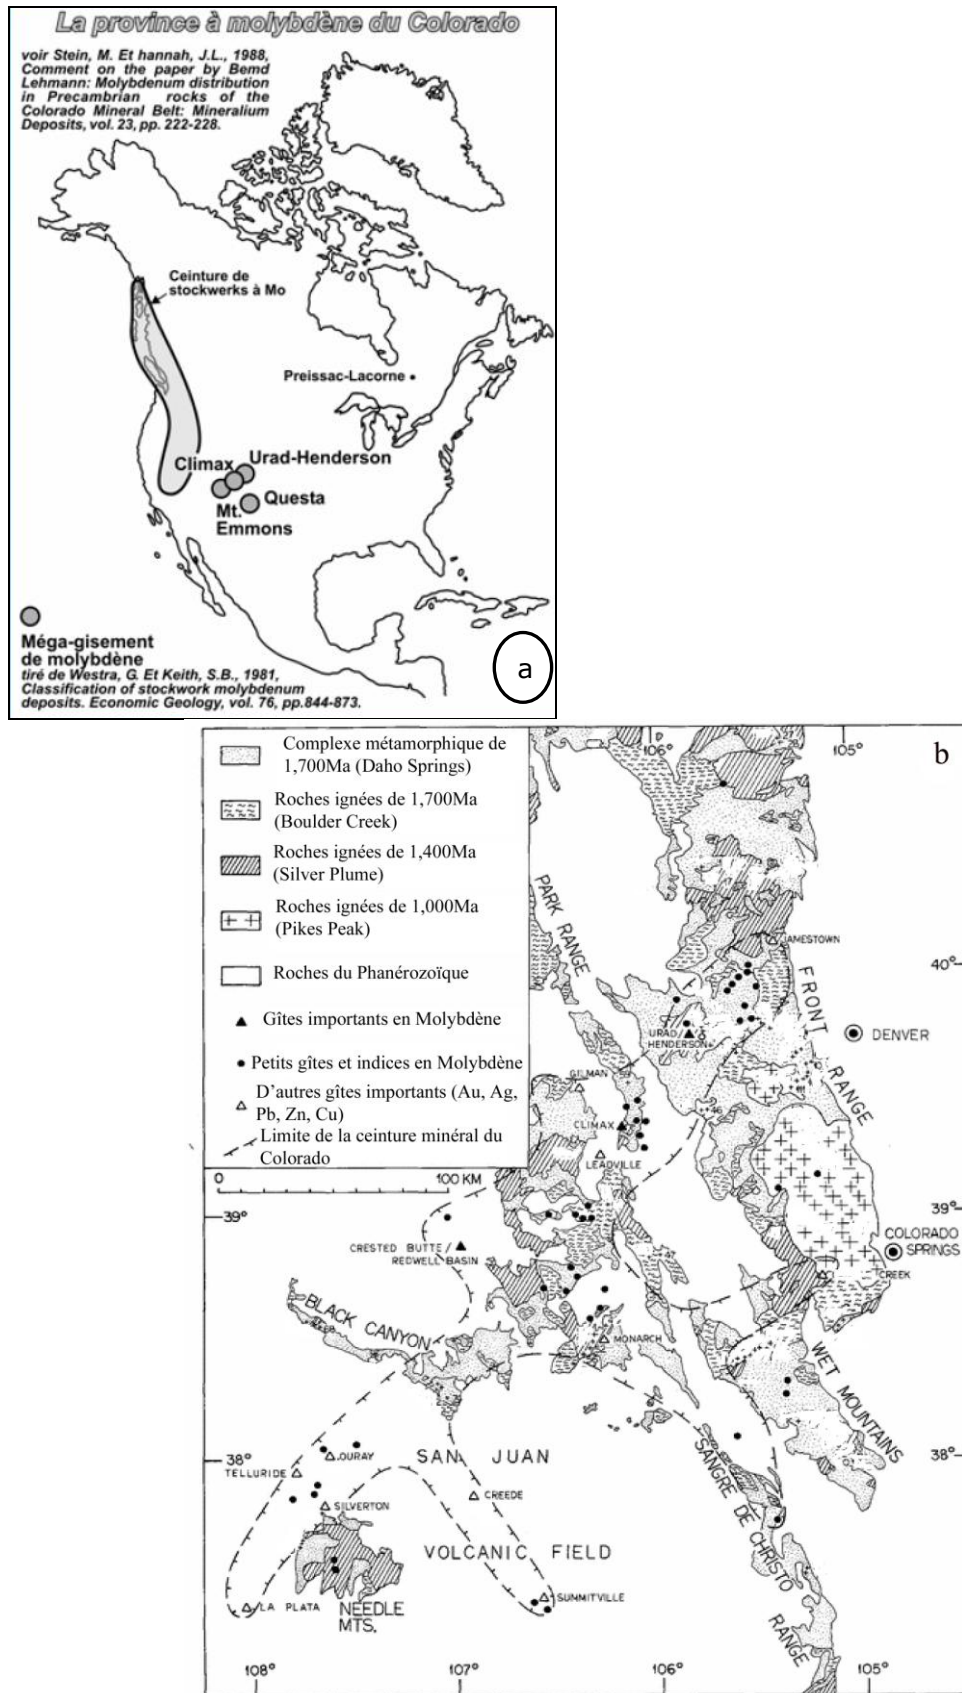 La province à molybdène du Colorado
voir Stein, M. Et hannah, J.L., 1988,
Comment on the paper by Bernd
Lehmann: Molybdenum distribution
in Precambrian rocks of the
Colorado Mineral Belt: Mineralium
Deposits, vol. 23, pp. 222-228.
Ceinture de
stockwerks à Mo
Preissac-Lacorne
Climax
Urad-Henderson
Questa
Mt.
Emmons
Méga-gisement
de molybdène
tiré de Westra, G. Et Keith, S.B., 1981,
Classification of stockwork molybdenum
deposits. Economic Geology, vol. 76, pp.844-873.
a
b
Complexe métamorphique de
1,700Ma (Daho Springs)
Roches ignées de 1,700Ma
(Boulder Creek)
Roches ignées de 1,400Ma
(Silver Plume)
Roches ignées de 1,000Ma
(Pikes Peak)
Roches du Phanérozoïque
Gîtes importants en Molybdène
Petits gîtes et indices en Molybdène
D'autres gîtes importants (Au, Ag,
Pb, Zn, Cu)
Limite de la ceinture minéral du
Colorado
0 100 KM
106° 105°
PARK RANGE
JAMESTOWN
40°
FRONT RANGE
DENVER
URAD/
HENDERSON
GILMAN
CLIMAX
LEADVILLE
39° 39°
COLORADO
SPRINGS
CREEK
CRESTED BUTTE/
REDWELL BASIN
BLACK CANYON
MONARCH
WET MOUNTAINS
38° 38°
OURAY
SAN JUAN
TELLURIDE
CREEDE
SILVERTON
SANGRE DE CHRISTO RANGE
VOLCANIC FIELD
SUMMITVILLE
LA PLATA
NEEDLE
MTS.
108° 107° 106° 105°